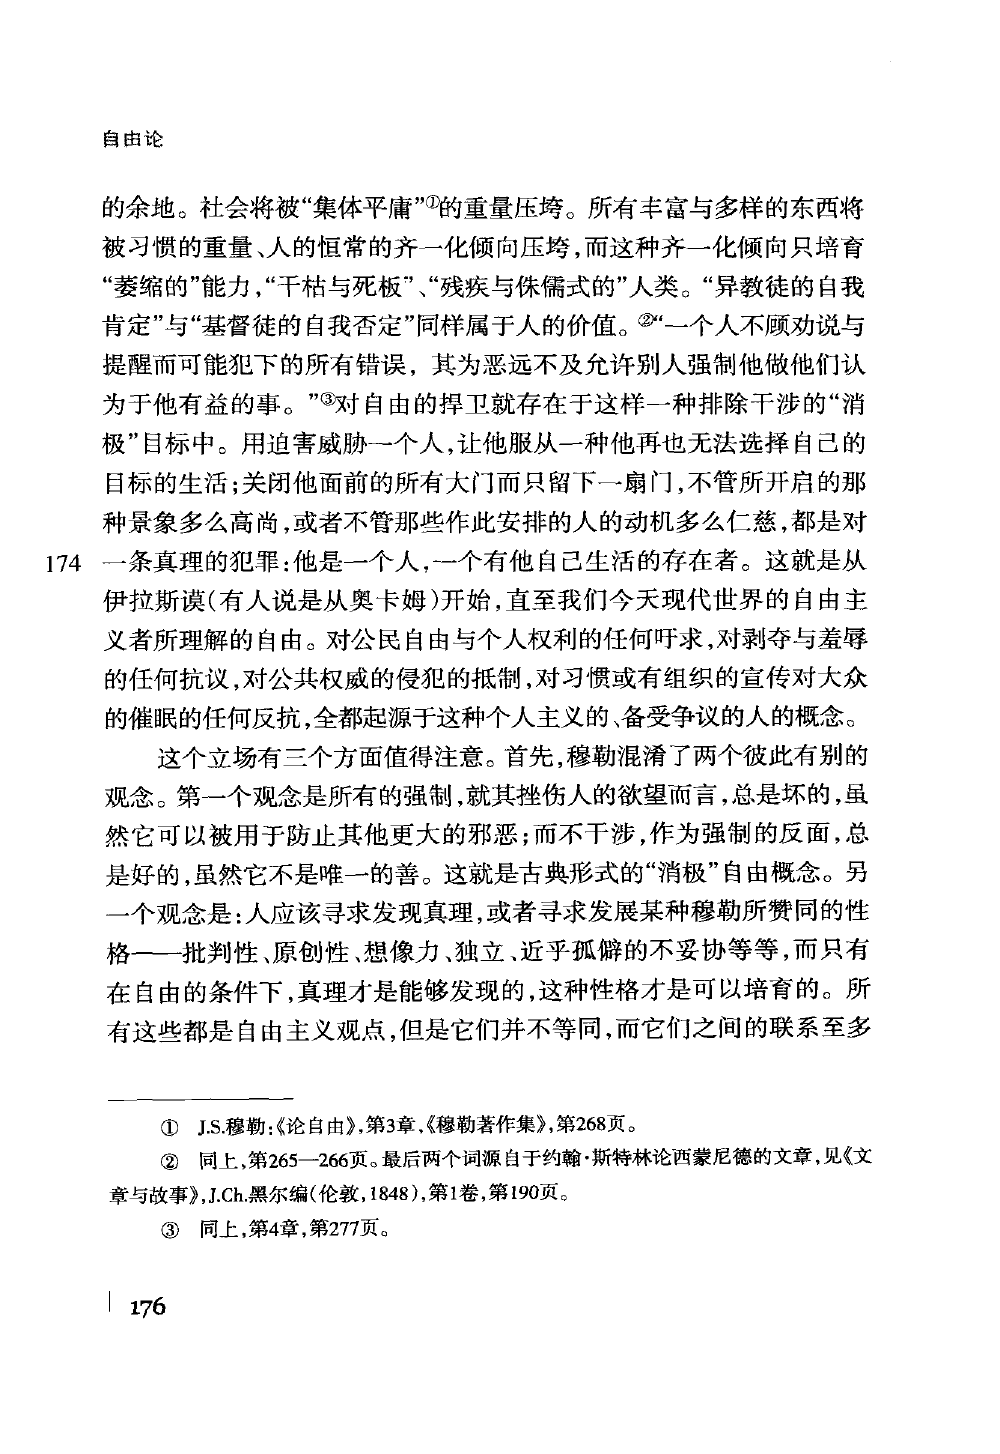 自由论
的余地。社会将被“集体平庸”①的重量压垮。所有丰富与多样的东西将
被习惯的重量、人的恒常的齐一化倾向压垮,而这种齐一化倾向只培育
“萎缩的”能力,“干枯与死板”、“残疾与侏儒式的”人类。“异教徒的自我
肯定”与“基督徒的自我否定”同样属于人的价值。②“一个人不顾劝说与
提醒而可能犯下的所有错误，其为恶远不及允许别人强制他做他们认
为于他有益的事。”③对自由的捍卫就存在于这样一种排除干涉的“消
极”目标中。用迫害威胁一个人,让他服从一种他再也无法选择自己的
目标的生活;关闭他面前的所有大门而只留下一扇门,不管所开启的那
种景象多么高尚,或者不管那些作此安排的人的动机多么仁慈,都是对
174 一条真理的犯罪:他是一个人,一个有他自己生活的存在者。这就是从
伊拉斯谟(有人说是从奥卡姆)开始,直至我们今天现代世界的自由主
义者所理解的自由。对公民自由与个人权利的任何吁求,对剥夺与羞辱
的任何抗议,对公共权威的侵犯的抵制,对习惯或有组织的宣传对大众
的催眠的任何反抗,全都起源于这种个人主义的、备受争议的人的概念。
这个立场有三个方面值得注意。首先,穆勒混淆了两个彼此有别的
观念。第一个观念是所有的强制,就其挫伤人的欲望而言,总是坏的,虽
然它可以被用于防止其他更大的邪恶;而不干涉,作为强制的反面,总
是好的,虽然它不是唯一的善。这就是古典形式的“消极”自由概念。另
一个观念是:人应该寻求发现真理,或者寻求发展某种穆勒所赞同的性
格——批判性、原创性、想像力、独立、近乎孤僻的不妥协等等,而只有
在自由的条件下,真理才是能够发现的,这种性格才是可以培育的。所
有这些都是自由主义观点,但是它们并不等同,而它们之间的联系至多
① J.S.穆勒:《论自由》,第3章,《穆勒著作集》,第268页。
② 同上,第265—266页。最后两个词源自于约翰·斯特林论西蒙尼德的文章,见《文
章与故事》,J.Ch.黑尔编(伦敦,1848),第1卷,第190页。
③ 同上,第4章,第277页。
176